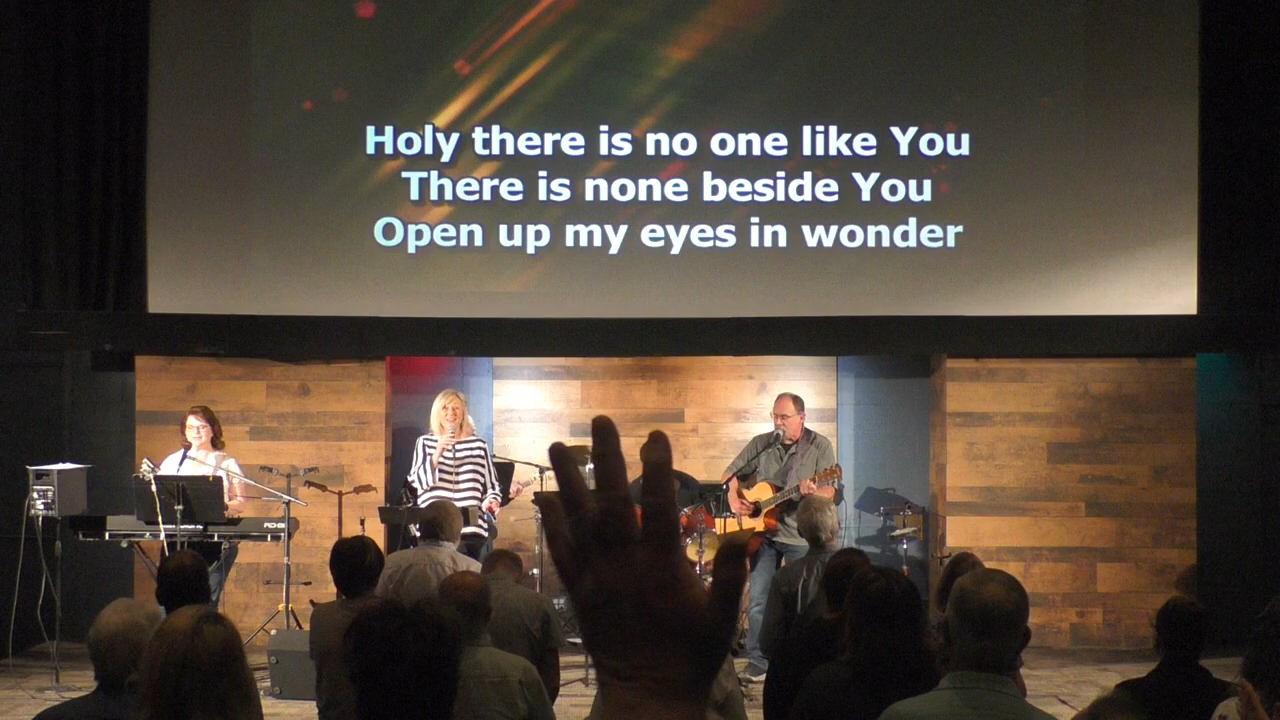 Holy there is no one like You
There is none beside You
Open up my eyes in wonder